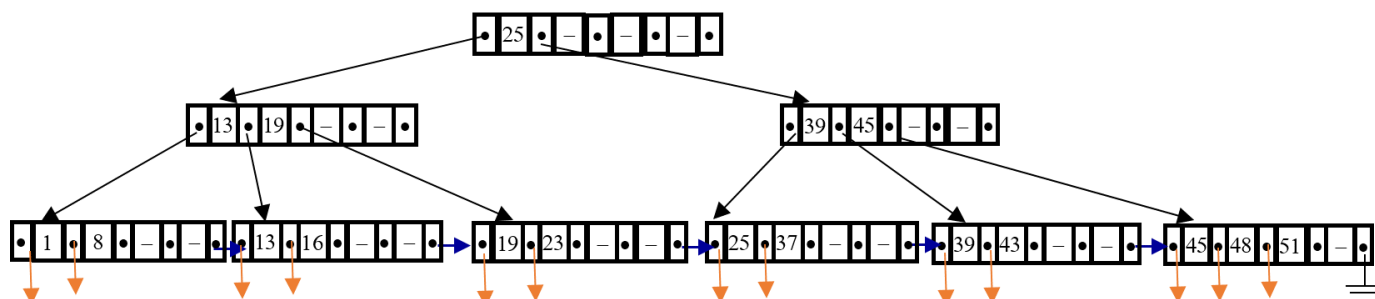 25 – – –
13 19 – –
39 45 – –
1 8 – –
13 16 – –
19 23 – –
25 37 – –
39 43 – –
45 48 51 –